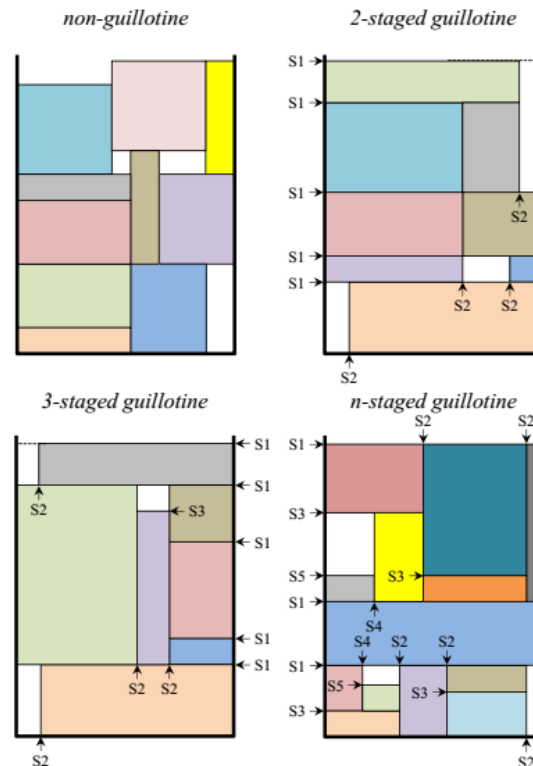 non-guillotine
2-staged guillotine
S1
S1
S1
S2
S1
S1
S2
S2
S2
3-staged guillotine
n-staged guillotine
S2
S2
S1
S1
S1
S2
S3
S3
S1
S5
S3
S1
S4
S1
S1
S4
S2
S2
S1
S2
S2
S5
S3
S3
S2
S2